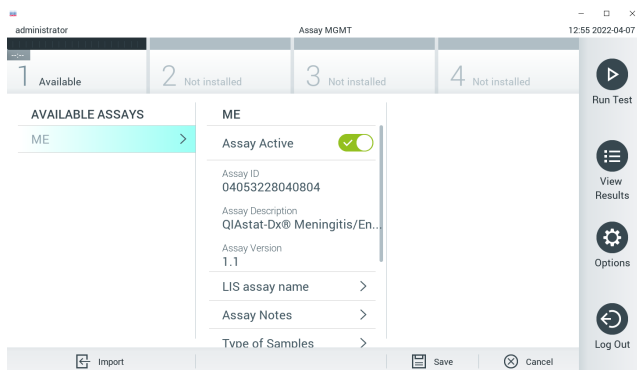 administrator
Assay MGMT
12:55 2022-04-07
--:--
1 Available
2 Not installed
3 Not installed
4 Not installed
Run Test
View Results
Options
Log Out
AVAILABLE ASSAYS
ME
ME
Assay Active
Assay ID
04053228040804
Assay Description
QIAstat-Dx® Meningitis/En...
Assay Version
1.1
LIS assay name
Assay Notes
Type of Samples
Import
Save
Cancel